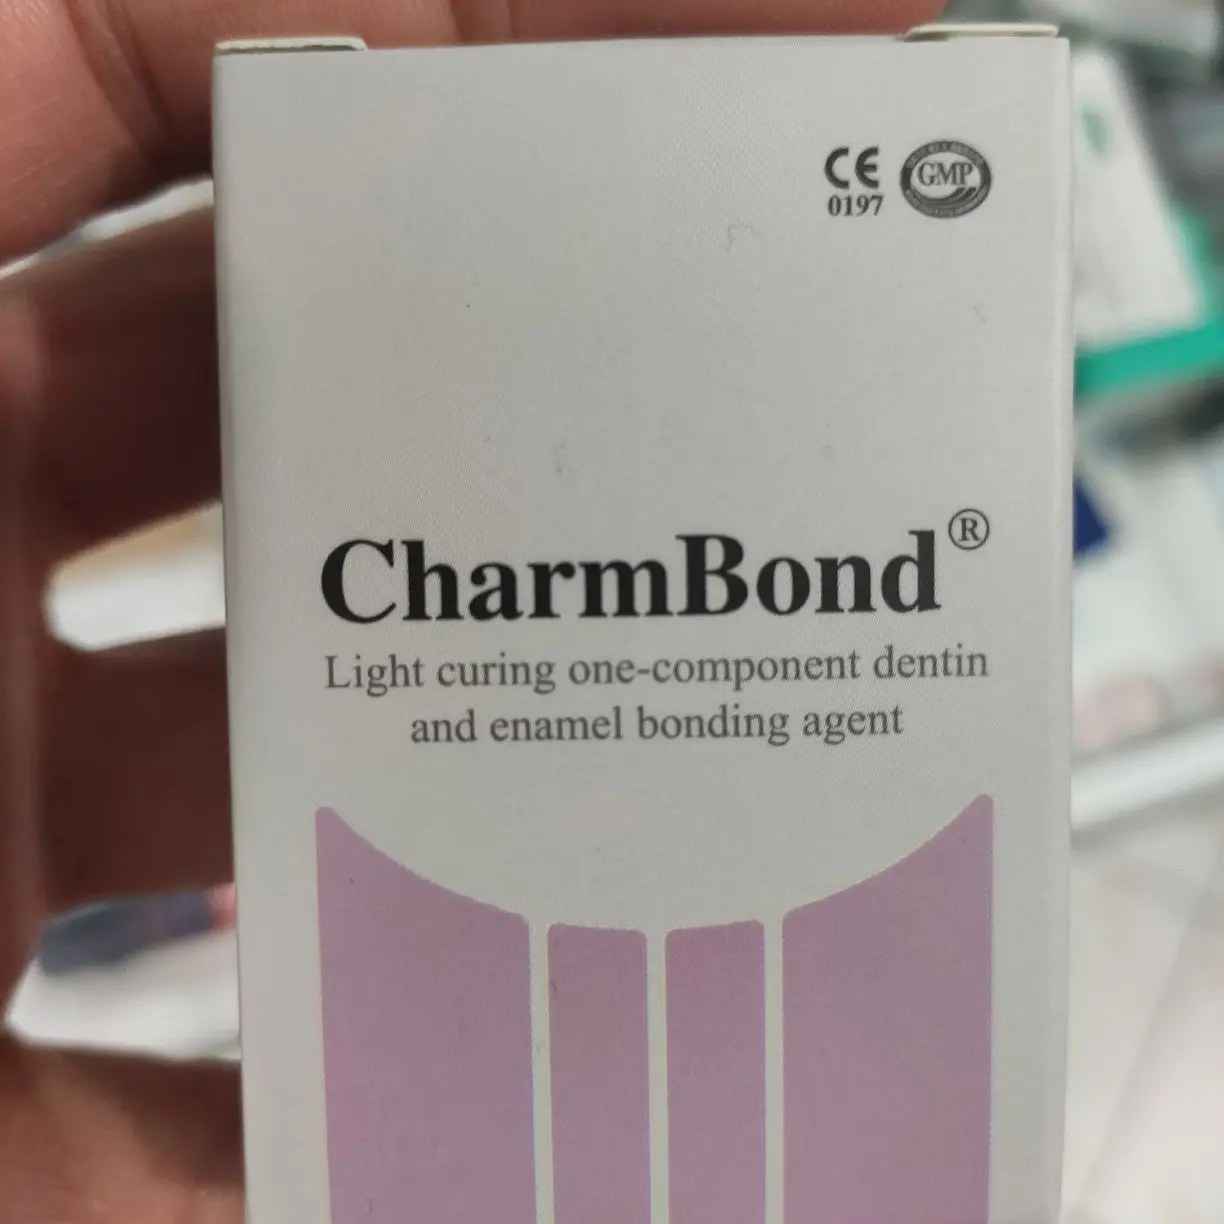 CE
0197
GMP
CharmBond®
Light curing one-component dentin
and enamel bonding agent